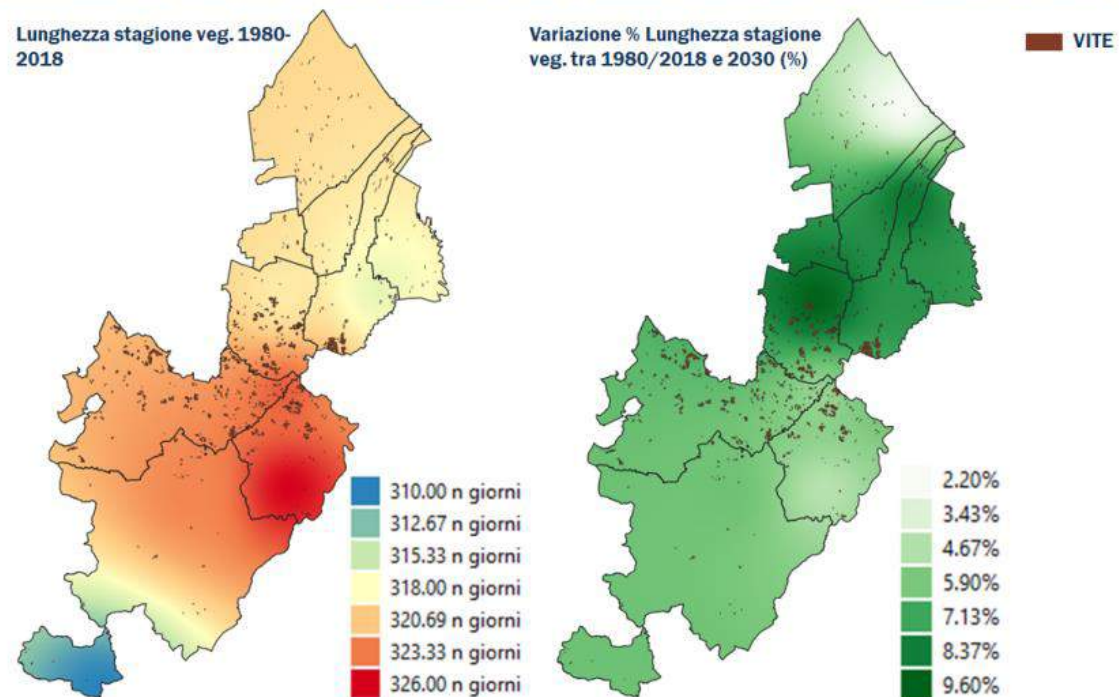 Lunghezza stagione veg. 1980-
2018
Variazione % Lunghezza stagione
veg. tra 1980/2018 e 2030 (%)
VITE
310.00 n giorni
312.67 n giorni
315.33 n giorni
318.00 n giorni
320.69 n giorni
323.33 n giorni
326.00 n giorni
2.20%
3.43%
4.67%
5.90%
7.13%
8.37%
9.60%